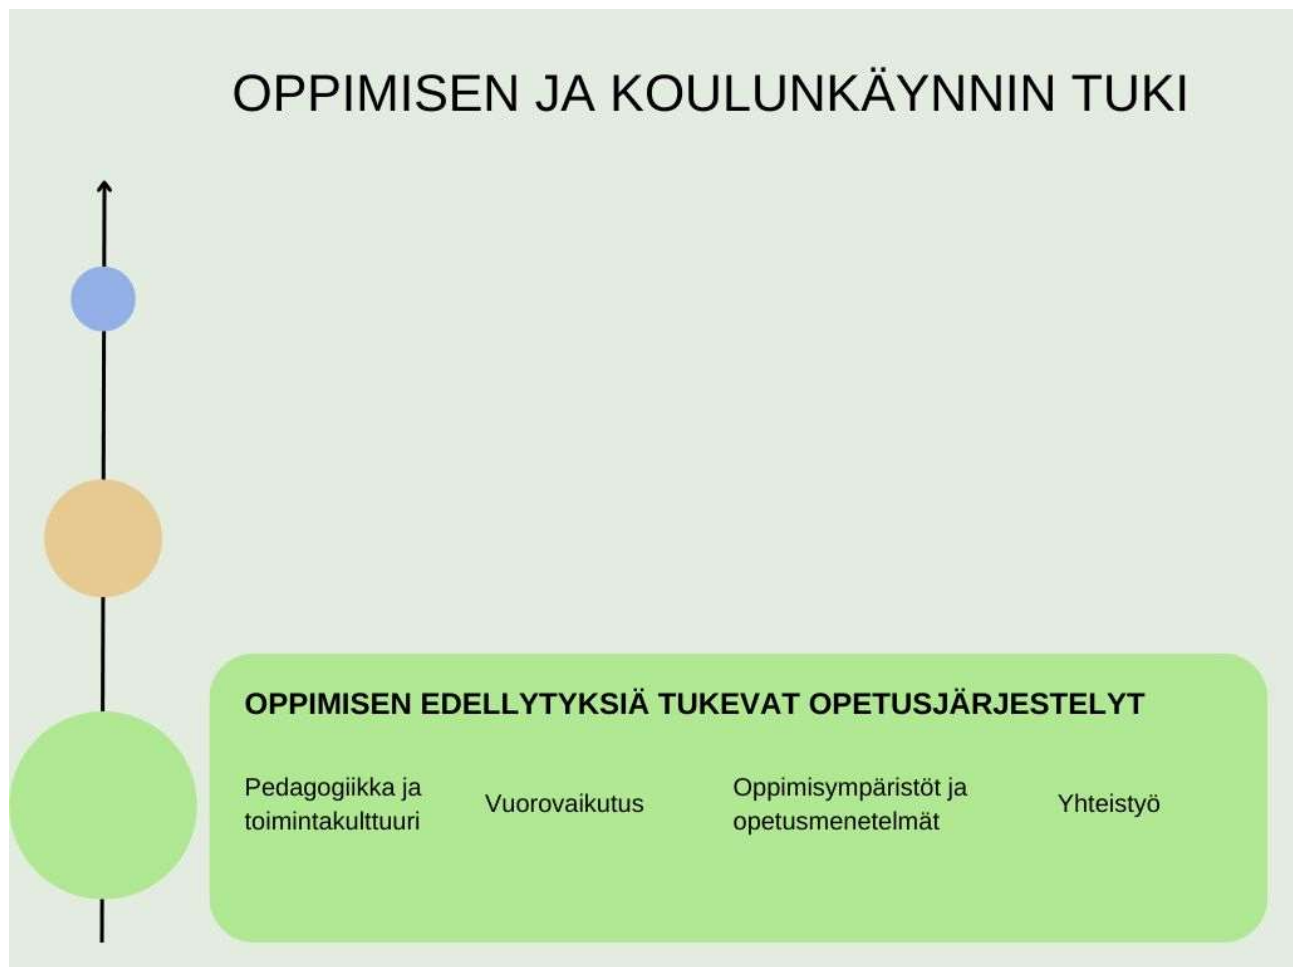 OPPIMISEN JA KOULUNKÄYNNIN TUKI
OPPIMISEN EDELLYTYKSIÄ TUKEVAT OPETUSJÄRJESTELYT
Pedagogiikka ja
toimintakulttuuri
Vuorovaikutus
Oppimisympäristöt ja
opetusmenetelmät
Yhteistyö